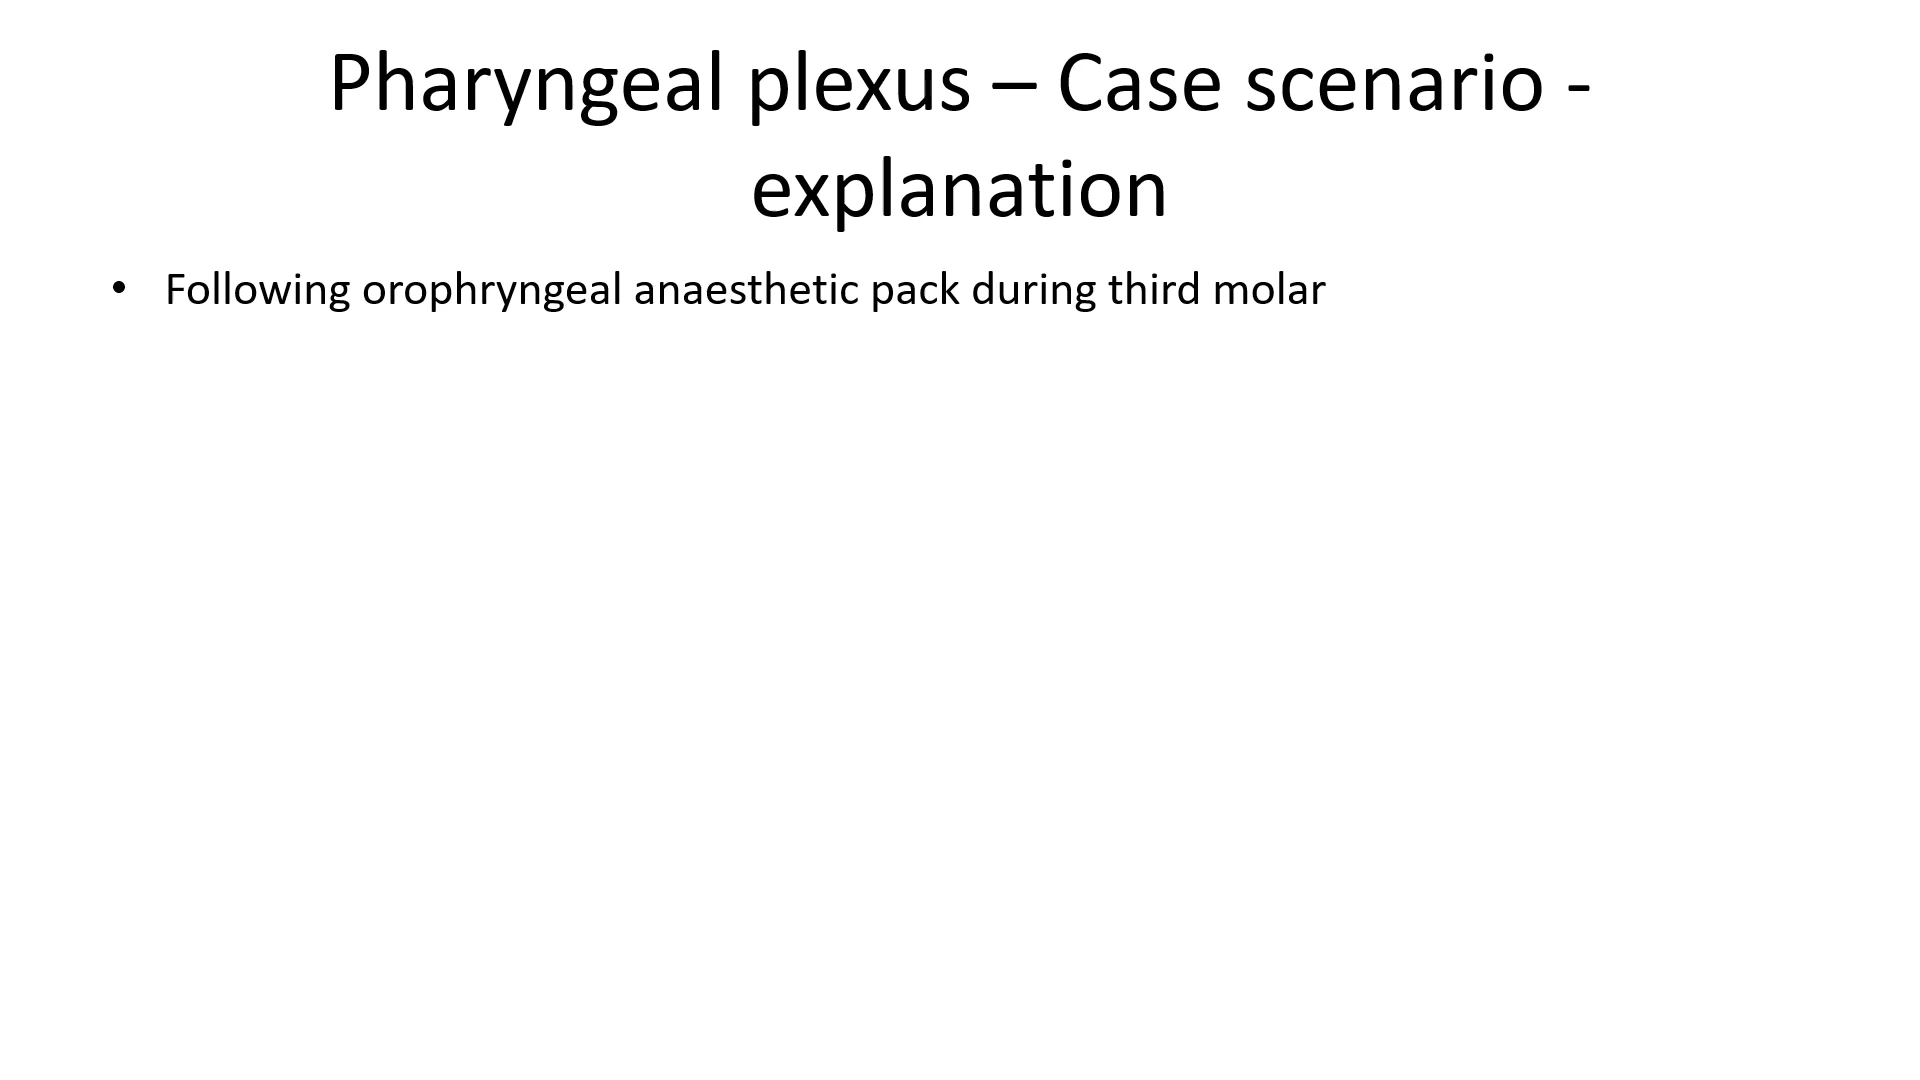 Pharyngeal plexus – Case scenario -
explanation
• Following orophryngeal anaesthetic pack during third molar